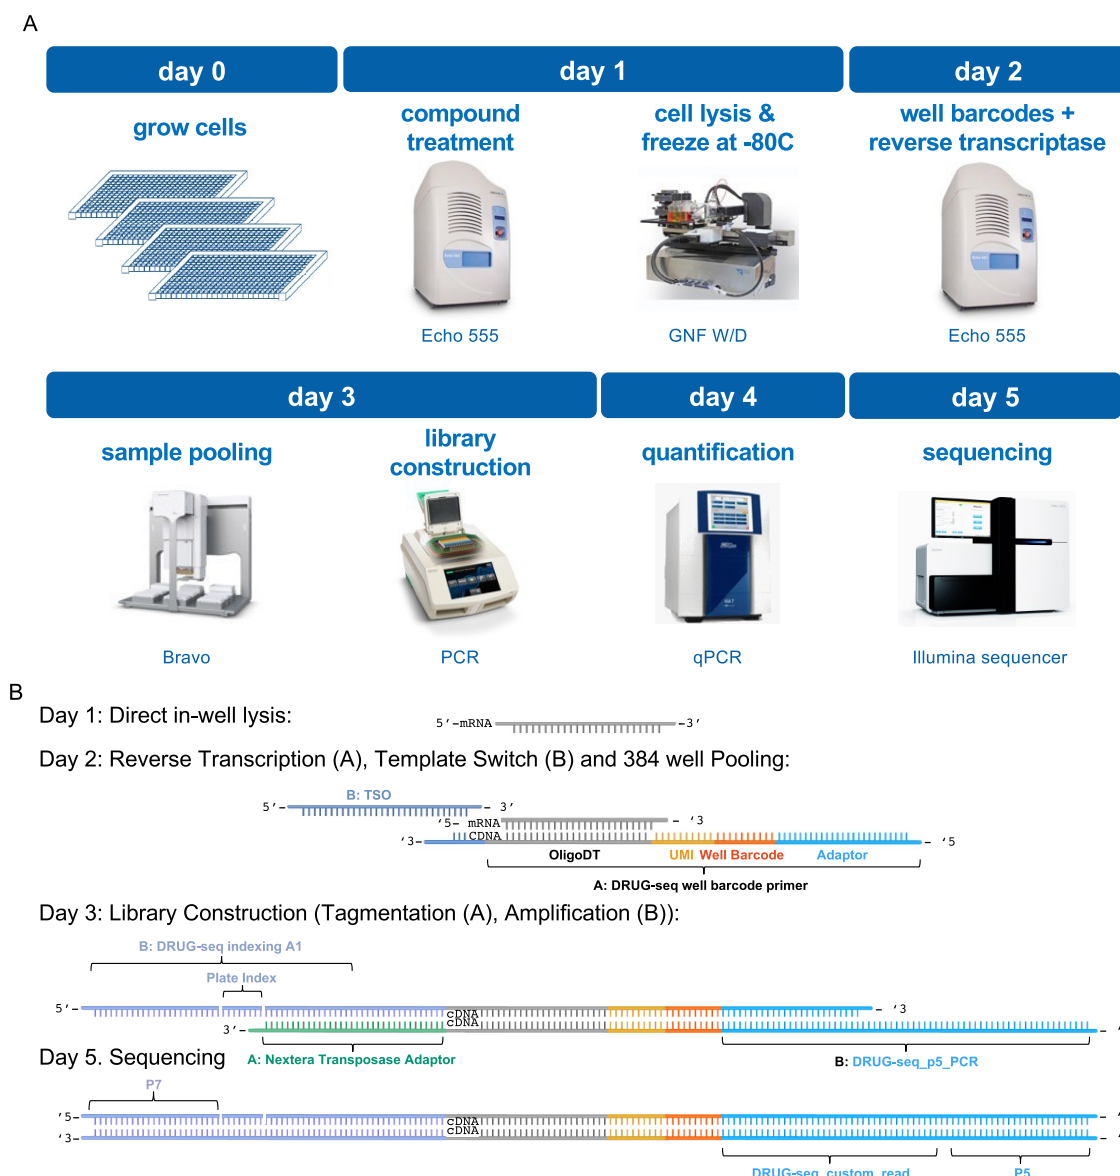 A
day 0
day 1
day 2
grow cells
compound
treatment
cell lysis &
freeze at -80C
well barcodes +
reverse transcriptase
Echo 555
GNF W/D
Echo 555
day 3
day 4
day 5
sample pooling
library
construction
quantification
sequencing
Bravo
PCR
qPCR
Illumina sequencer
B
Day 1: Direct in-well lysis:
5’-mRNA -3’
Day 2: Reverse Transcription (A), Template Switch (B) and 384 well Pooling:
B: TSO
5’- - 3’
‘5- mRNA - ‘3
‘3- CDNA - ‘5
OligoDT UMI Well Barcode Adaptor
A: DRUG-seq well barcode primer
Day 3: Library Construction (Tagmentation (A), Amplification (B)):
B: DRUG-seq indexing A1
Plate Index
5’- cDNA - ‘3
3’- cDNA -
A: Nextera Transposase Adaptor
B: DRUG-seq_p5_PCR
Day 5. Sequencing
P7
‘5- cDNA -
‘3- cDNA -
DRUG-seq_custom_read P5